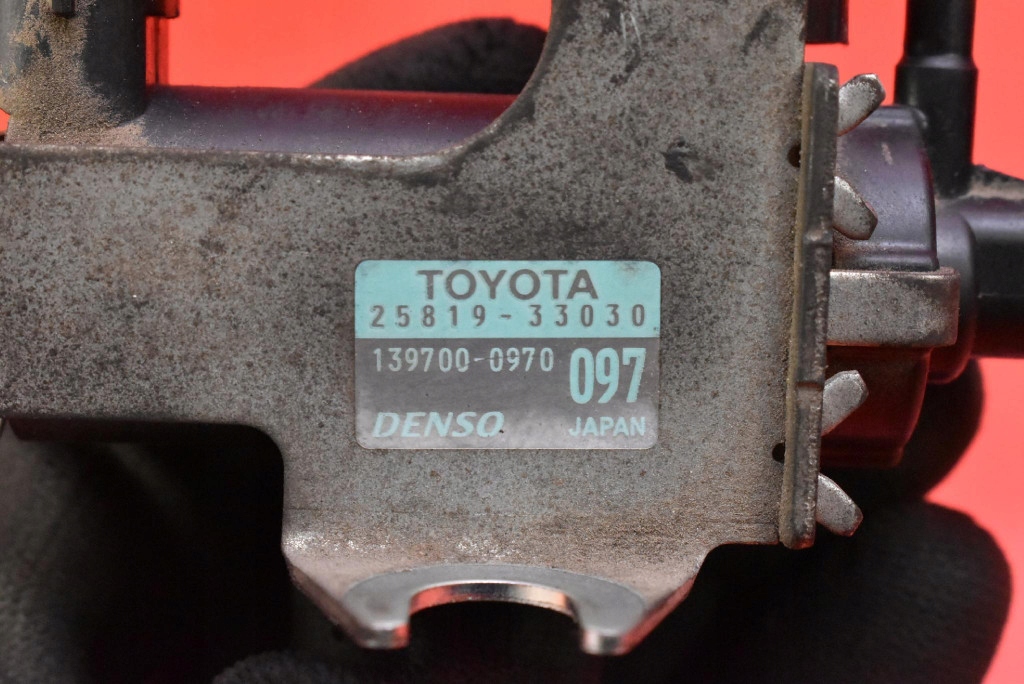 TOYOTA
25819-33030
139700-0970 097
DENSO JAPAN